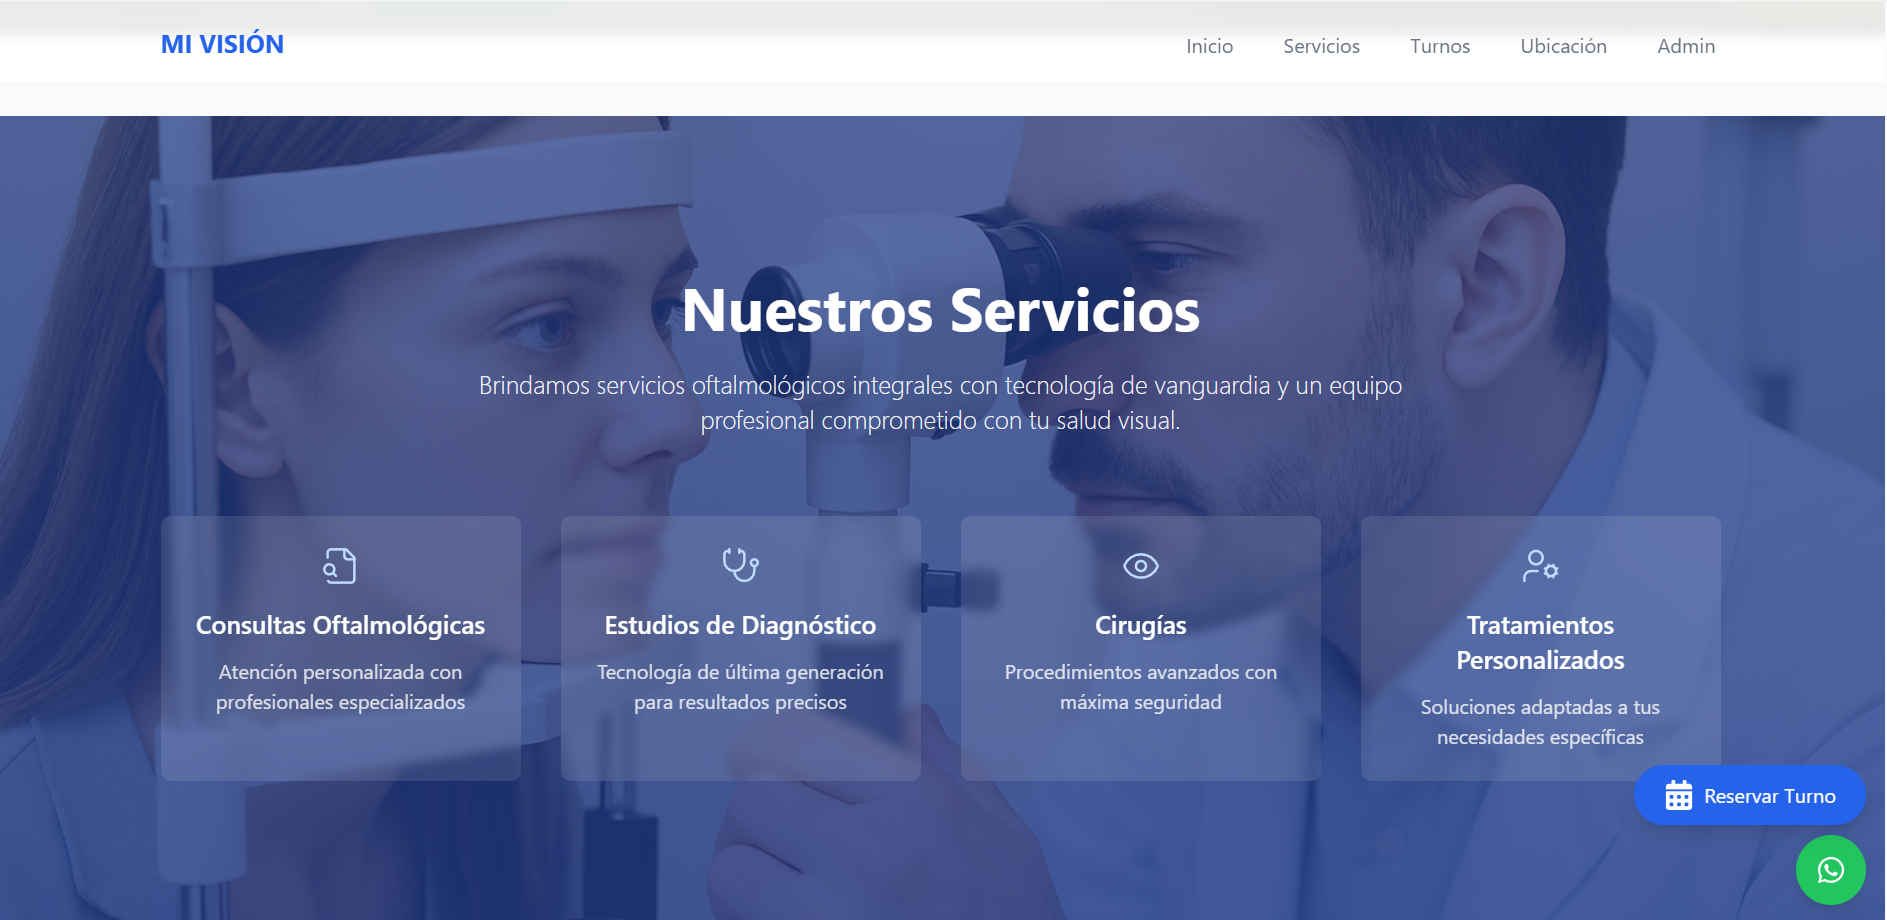 MI VISIÓN
Inicio
Servicios
Turnos
Ubicación
Admin
Nuestros Servicios
Brindamos servicios oftalmológicos integrales con tecnología de vanguardia y un equipo
profesional comprometido con tu salud visual.
Consultas Oftalmológicas
Atención personalizada con
profesionales especializados
Estudios de Diagnóstico
Tecnología de última generación
para resultados precisos
Cirugías
Procedimientos avanzados con
máxima seguridad
Tratamientos
Personalizados
Soluciones adaptadas a tus
necesidades específicas
Reservar Turno